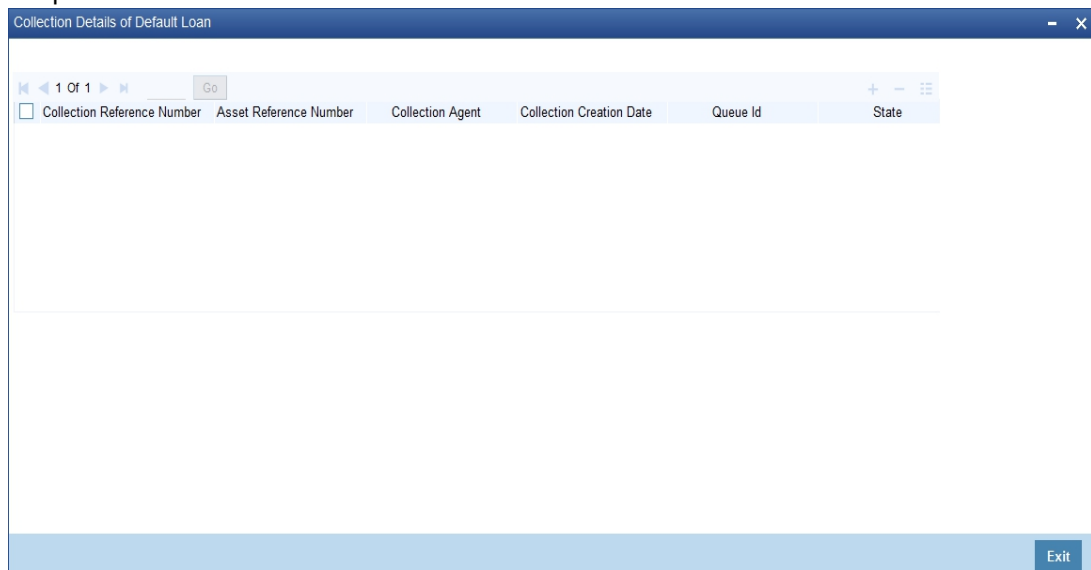 Collection Details of Default Loan
1 Of 1 Go
Collection Reference Number Asset Reference Number Collection Agent Collection Creation Date Queue Id State
Exit